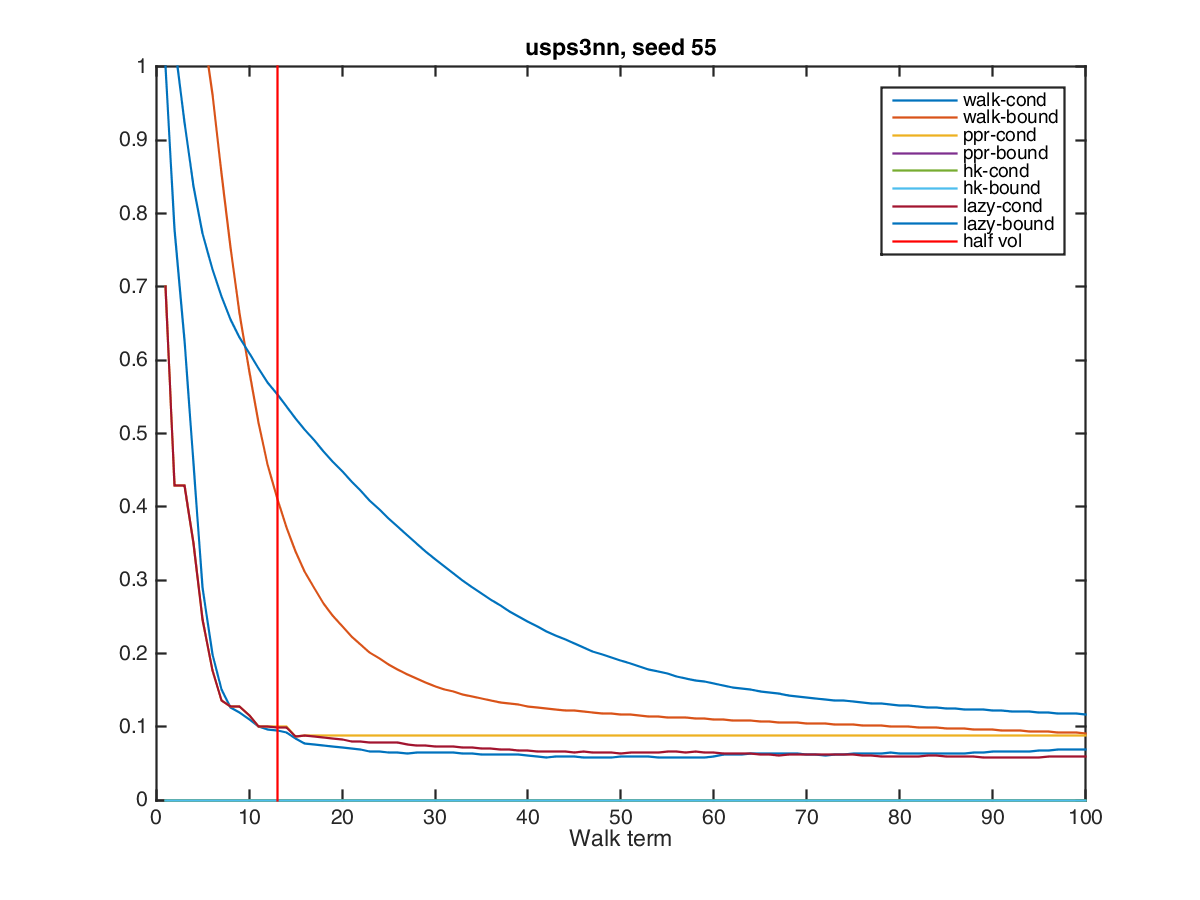 usps3nn, seed 55
1
0.9
0.8
0.7
0.6
0.5
0.4
0.3
0.2
0.1
0
walk-cond
walk-bound
ppr-cond
ppr-bound
hk-cond
hk-bound
lazy-cond
lazy-bound
half vol
0 10 20 30 40 50 60 70 80 90 100
Walk term